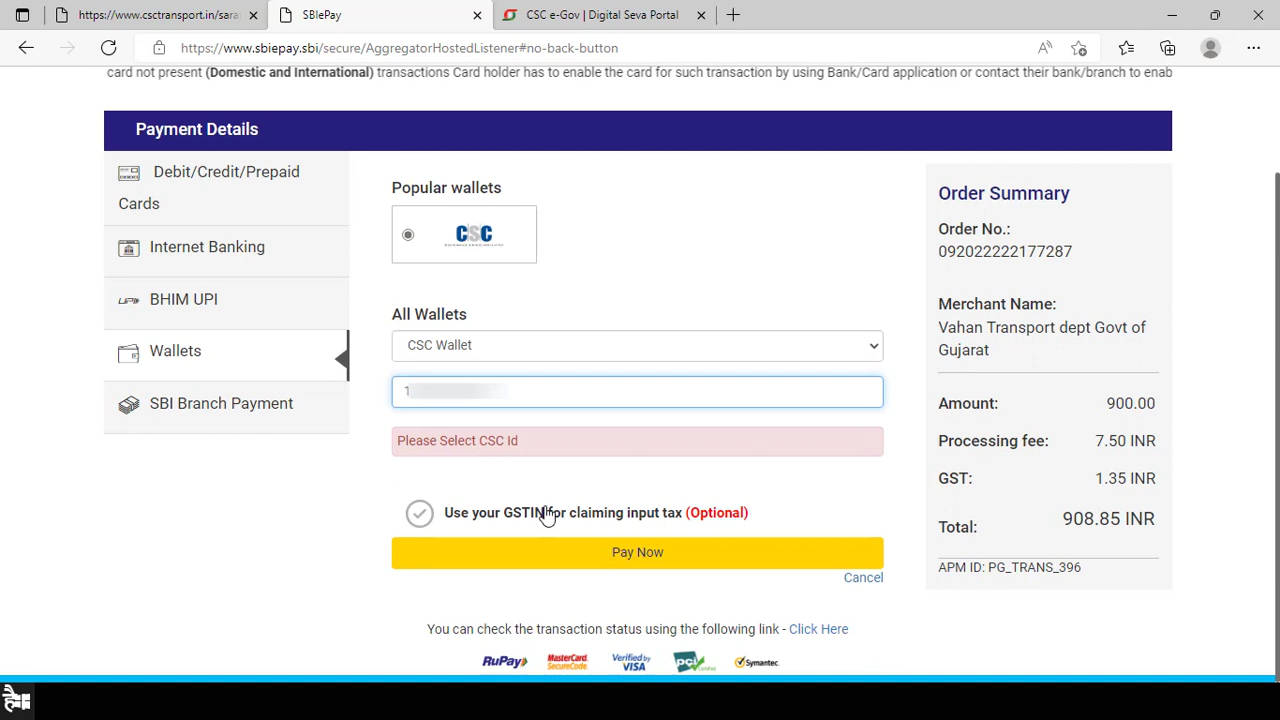 https://www.csctransport.in/sara
SBIePay
CSC e-Gov | Digital Seva Portal
https://www.sbiepay.sbi/secure/AggregatorHostedListener#no-back-button
card not present (Domestic and International) transactions Card holder has to enable the card for such transaction by using Bank/Card application or contact their bank/branch to enab
Payment Details
Debit/Credit/Prepaid
Cards
Internet Banking
BHIM UPI
Wallets
SBI Branch Payment
Popular wallets
CSC
All Wallets
CSC Wallet
1
Please Select CSC Id
Use your GSTIN for claiming input tax (Optional)
Pay Now
Cancel
Order Summary
Order No.:
092022222177287
Merchant Name:
Vahan Transport dept Govt of
Gujarat
Amount: 900.00
Processing fee: 7.50 INR
GST: 1.35 INR
Total: 908.85 INR
APM ID: PG_TRANS_396
You can check the transaction status using the following link - Click Here
RuPay
MasterCard.
SecureCode.
Verified by
VISA
pci
Symantec.